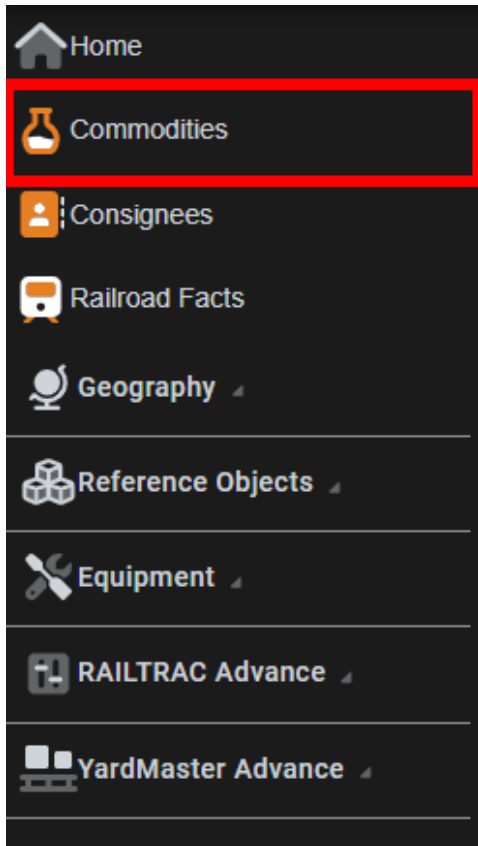 Home
Commodities
Consignees
Railroad Facts
Geography
Reference Objects
Equipment
RAILTRAC Advance
YardMaster Advance